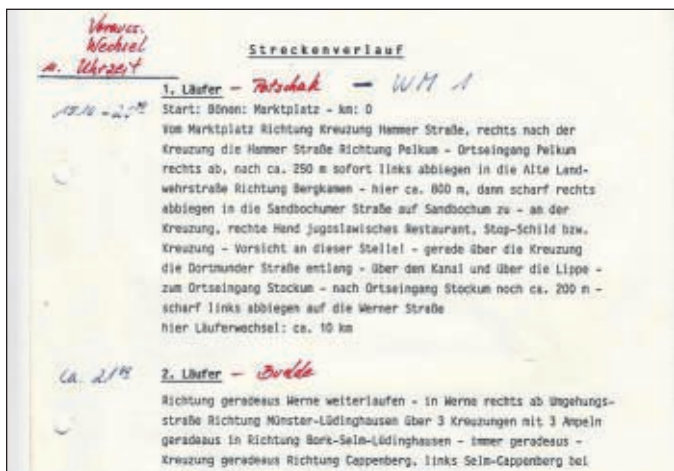 Vorauss.
Wechsel
u. Uhrzeit
Streckenverlauf
1. Läufer – Potschak – WM 1
Start: Bönen: Marktplatz - km: 0
Vom Marktplatz Richtung Kreuzung Hammer Straße, rechts nach der
Kreuzung die Hammer Straße Richtung Pelkum - Ortseingang Pelkum
rechts ab, nach ca. 250 m sofort links abbiegen in die Alte Land-
wehrstraße Richtung Bergkamen - hier ca. 800 m, dann scharf rechts
abbiegen in die Sandbochumer Straße auf Sandbochum zu - an der
Kreuzung, rechte Hand jugoslawisches Restaurant, Stop-Schild bzw.
Kreuzung - Vorsicht an dieser Stelle! - gerade über die Kreuzung
die Dortmunder Straße entlang - über den Kanal und über die Lippe -
zum Ortseingang Stockum - nach Ortseingang Stockum noch ca. 200 m -
scharf links abbiegen auf die Werner Straße
hier Läuferwechsel: ca. 10 km
ca.
2. Läufer – Budde
Richtung geradeaus Werne weiterlaufen - in Werne rechts ab Umgehungs-
straße Richtung Münster-Lüdinghausen über 3 Kreuzungen mit 3 Ampeln
geradeaus in Richtung Bork-Selm-Lüdinghausen - immer geradeaus -
Kreuzung geradeaus Richtung Cappenberg, links Selm-Cappenberg bei